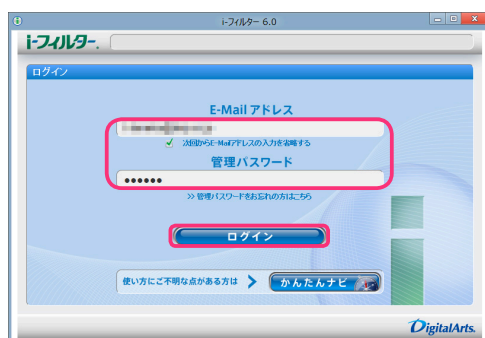 i-フィルター 6.0
i-フィルター.
ログイン
E-Mail アドレス
次回からE-Mailアドレスの入力を省略する
管理パスワード
●●●●●●
>> 管理パスワードをお忘れの方はこちら
ログイン
使い方にご不明な点がある方は > かんたんナビ
DigitalArts.